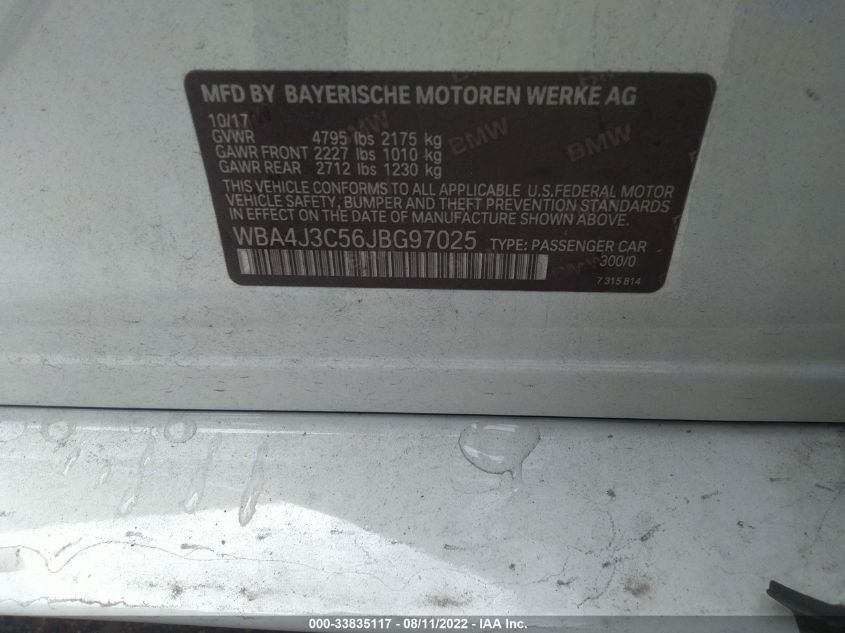 MFD BY BAYERISCHE MOTOREN WERKE AG
10/17
GVWR 4795 lbs 2175 kg
GAWR FRONT 2227 lbs 1010 kg
GAWR REAR 2712 lbs 1230 kg
THIS VEHICLE CONFORMS TO ALL APPLICABLE U.S.FEDERAL MOTOR
VEHICLE SAFETY, BUMPER AND THEFT PREVENTION STANDARDS
IN EFFECT ON THE DATE OF MANUFACTURE SHOWN ABOVE.
WBA4J3C56JBG97025 TYPE: PASSENGER CAR
300/0
7 315 814
BMW BMW BMW
000-33835117 - 08/11/2022 - IAA Inc.